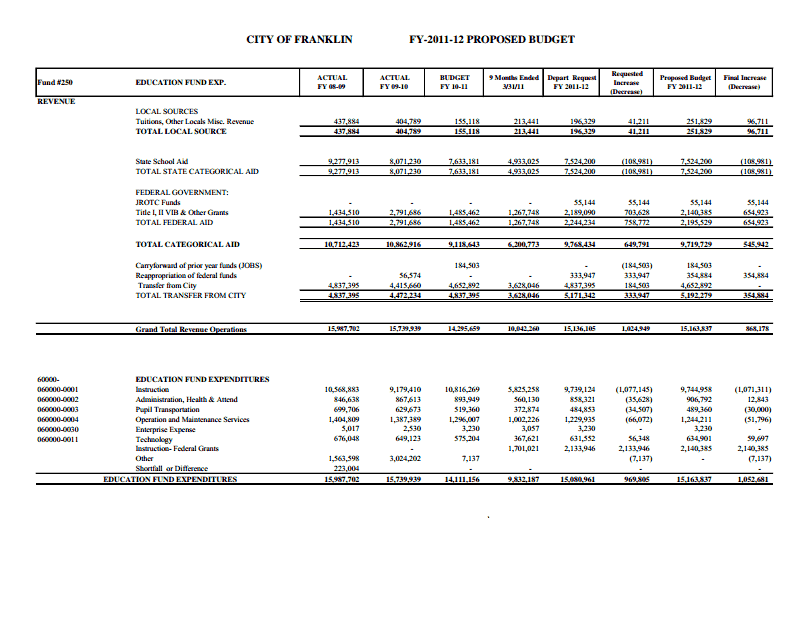 CITY OF FRANKLIN FY-2011-12 PROPOSED BUDGET
Fund #250 EDUCATION FUND EXP. ACTUAL FY 08-09 ACTUAL FY 09-10 BUDGET FY 10-11 9 Months Ended 3/31/11 Depart Request FY 2011-12 Requested Increase (Decrease) Proposed Budget FY 2011-12 Final Increase (Decrease)
REVENUE
LOCAL SOURCES
Tuitions, Other Locals Misc. Revenue 437,884 404,789 155,118 213,441 196,329 41,211 251,829 96,711
TOTAL LOCAL SOURCE 437,884 404,789 155,118 213,441 196,329 41,211 251,829 96,711
State School Aid 9,277,913 8,071,230 7,633,181 4,933,025 7,524,200 (108,981) 7,524,200 (108,981)
TOTAL STATE CATEGORICAL AID 9,277,913 8,071,230 7,633,181 4,933,025 7,524,200 (108,981) 7,524,200 (108,981)
FEDERAL GOVERNMENT:
JROTC Funds - - - - 55,144 55,144 55,144 55,144
Title I, II VIB & Other Grants 1,434,510 2,791,686 1,485,462 1,267,748 2,189,090 703,628 2,140,385 654,923
TOTAL FEDERAL AID 1,434,510 2,791,686 1,485,462 1,267,748 2,244,234 758,772 2,195,529 654,923
TOTAL CATEGORICAL AID 10,712,423 10,862,916 9,118,643 6,200,773 9,768,434 649,791 9,719,729 545,942
Carryforward of prior year funds (JOBS) 184,503 - (184,503) 184,503 -
Reappropriation of federal funds - 56,574 - - 333,947 333,947 354,884 354,884
Transfer from City 4,837,395 4,415,660 4,652,892 3,628,046 4,837,395 184,503 4,652,892 -
TOTAL TRANSFER FROM CITY 4,837,395 4,472,234 4,837,395 3,628,046 5,171,342 333,947 5,192,279 354,884
Grand Total Revenue Operations 15,987,702 15,739,939 14,295,659 10,042,260 15,136,105 1,024,949 15,163,837 868,178
60000- EDUCATION FUND EXPENDITURES
060000-0001 Instruction 10,568,883 9,179,410 10,816,269 5,825,258 9,739,124 (1,077,145) 9,744,958 (1,071,311)
060000-0002 Administration, Health & Attend 846,638 867,613 893,949 560,130 858,321 (35,628) 906,792 12,843
060000-0003 Pupil Transportation 699,706 629,673 519,360 372,874 484,853 (34,507) 489,360 (30,000)
060000-0004 Operation and Maintenance Services 1,404,809 1,387,389 1,296,007 1,002,226 1,229,935 (66,072) 1,244,211 (51,796)
060000-0030 Enterprise Expense 5,017 2,530 3,230 3,057 3,230 - 3,230 -
060000-0011 Technology 676,048 649,123 575,204 367,621 631,552 56,348 634,901 59,697
Instruction- Federal Grants - 1,701,021 2,133,946 2,133,946 2,140,385 2,140,385
Other 1,563,598 3,024,202 7,137 (7,137) - (7,137)
Shortfall or Difference 223,004 - - - - -
EDUCATION FUND EXPENDITURES 15,987,702 15,739,939 14,111,156 9,832,187 15,080,961 969,805 15,163,837 1,052,681